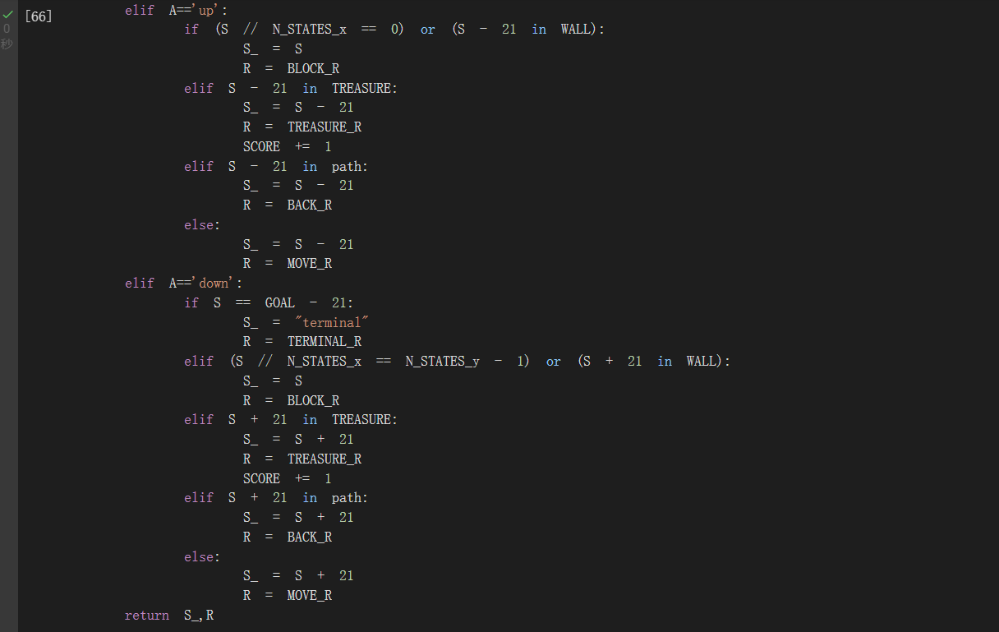 [66]
0
秒
elif A=='up':
if (S // N_STATES_x == 0) or (S - 21 in WALL):
S_ = S
R = BLOCK_R
elif S - 21 in TREASURE:
S_ = S - 21
R = TREASURE_R
SCORE += 1
elif S - 21 in path:
S_ = S - 21
R = BACK_R
else:
S_ = S - 21
R = MOVE_R
elif A=='down':
if S == GOAL - 21:
S_ = "terminal"
R = TERMINAL_R
elif (S // N_STATES_x == N_STATES_y - 1) or (S + 21 in WALL):
S_ = S
R = BLOCK_R
elif S + 21 in TREASURE:
S_ = S + 21
R = TREASURE_R
SCORE += 1
elif S + 21 in path:
S_ = S + 21
R = BACK_R
else:
S_ = S + 21
R = MOVE_R
return S_,R